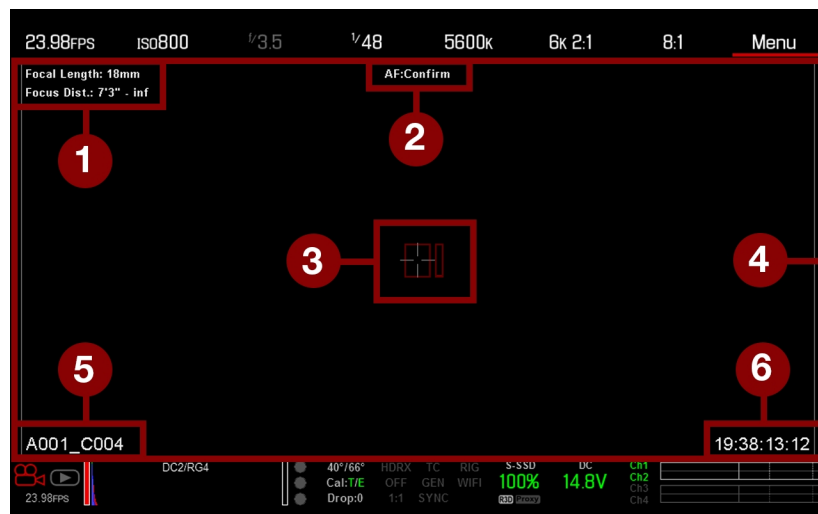 23.98FPS ISO800 f/3.5 1/48 5600K 6K 2:1 8:1 Menu
Focal Length: 18mm
Focus Dist.: 7'3" - inf
AF:Confirm
1
2
3
4
5
6
A001_C004
19:38:13:12
23.98FPS
DC2/RG4
40°/66° HDRX TC RIG S-SSD DC Ch1
Cal:T/E OFF GEN WIFI 100% 14.8V Ch2
Drop:0 1:1 SYNC R3D Proxy Ch3
Ch4